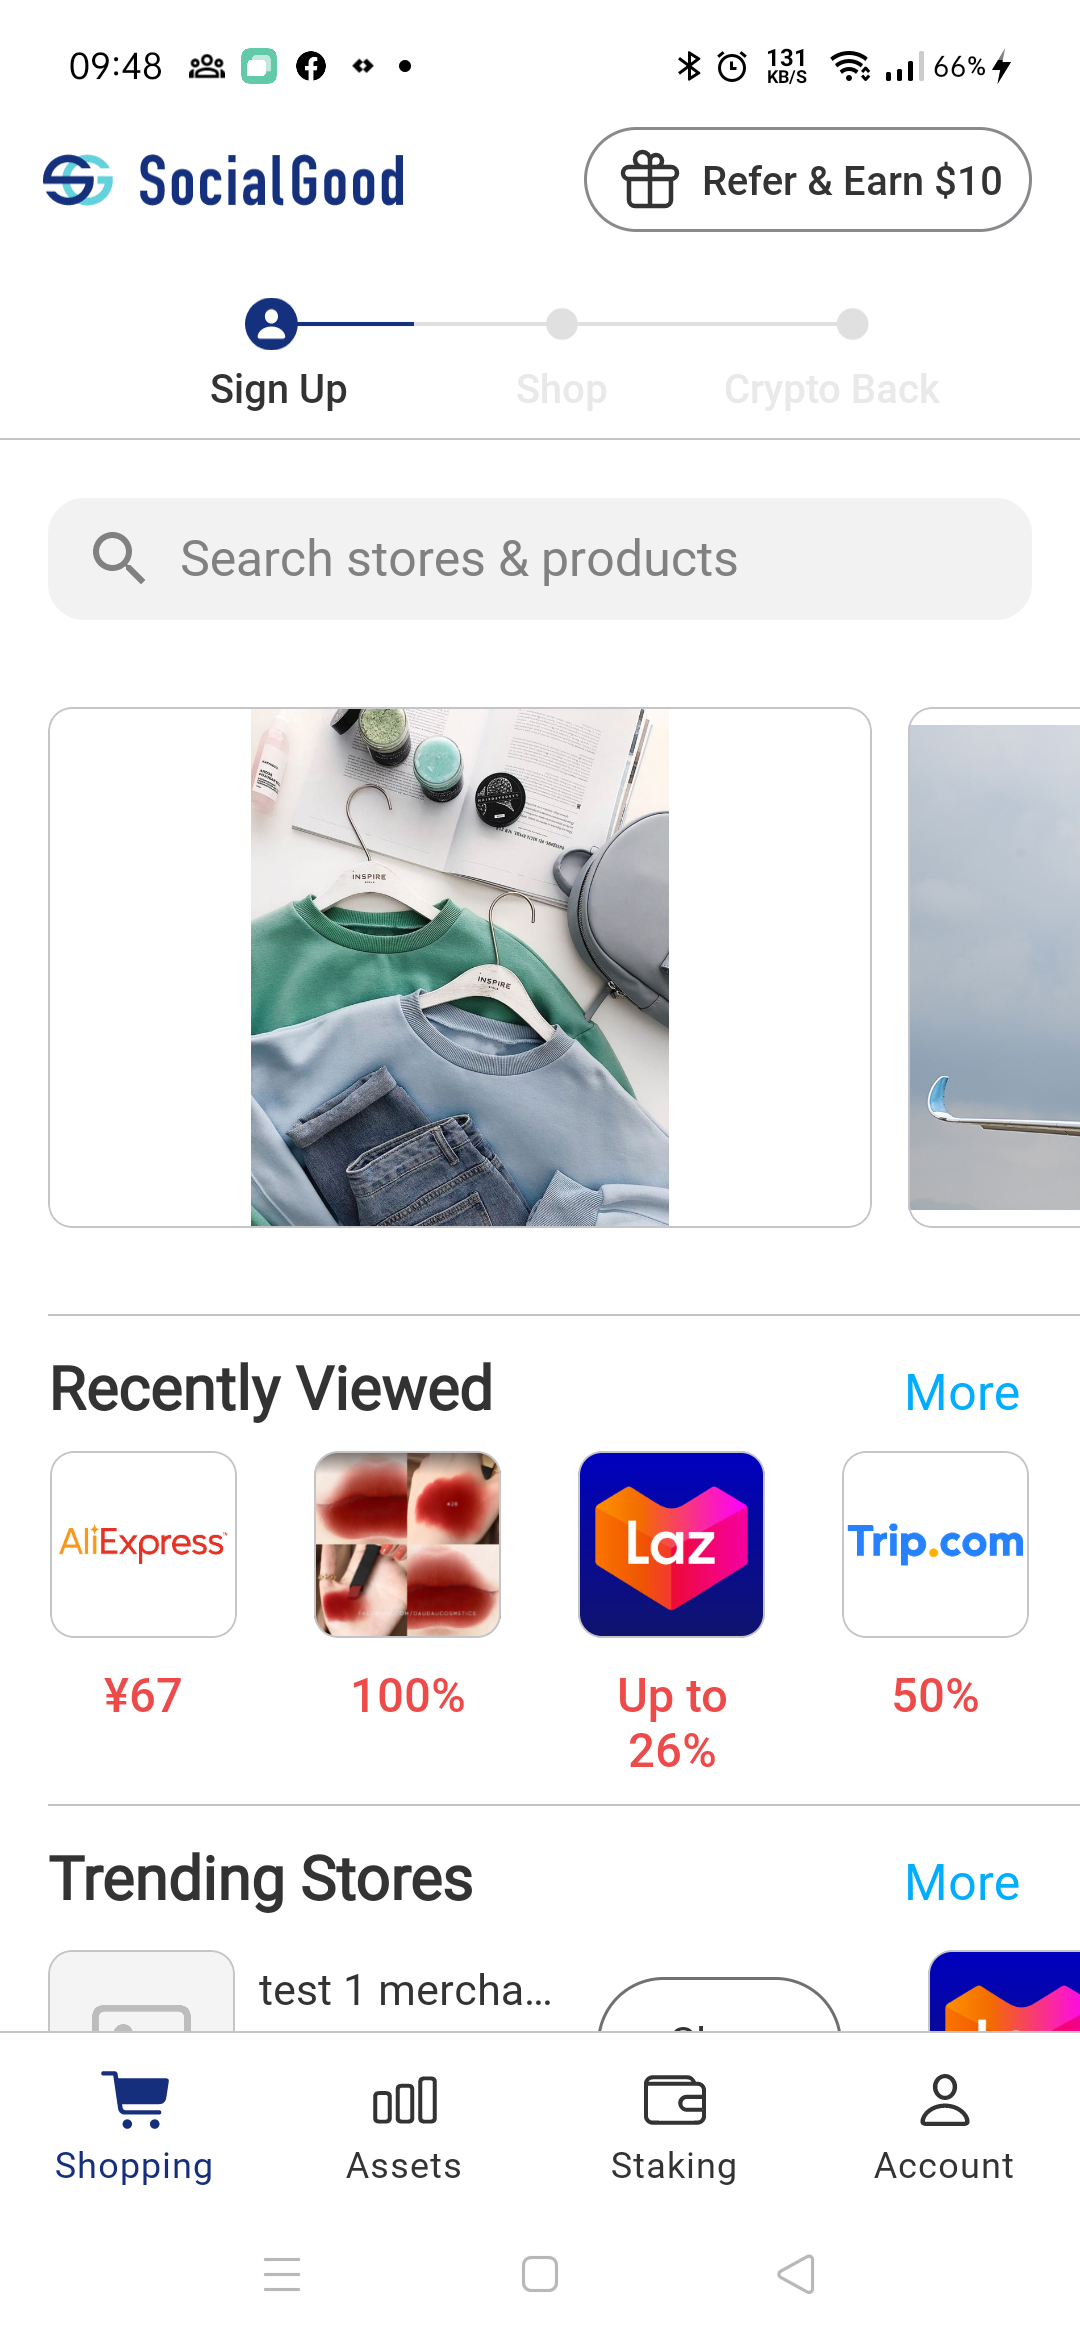 09:48
131
KB/S
66%
SocialGood
Refer & Earn $10
Sign Up
Shop
Crypto Back
Search stores & products
INSPIRE
INSPIRE
Recently Viewed
More
AliExpress
Laz
Trip.com
¥67
100%
Up to
26%
50%
Trending Stores
More
test 1 mercha...
Shopping
Assets
Staking
Account